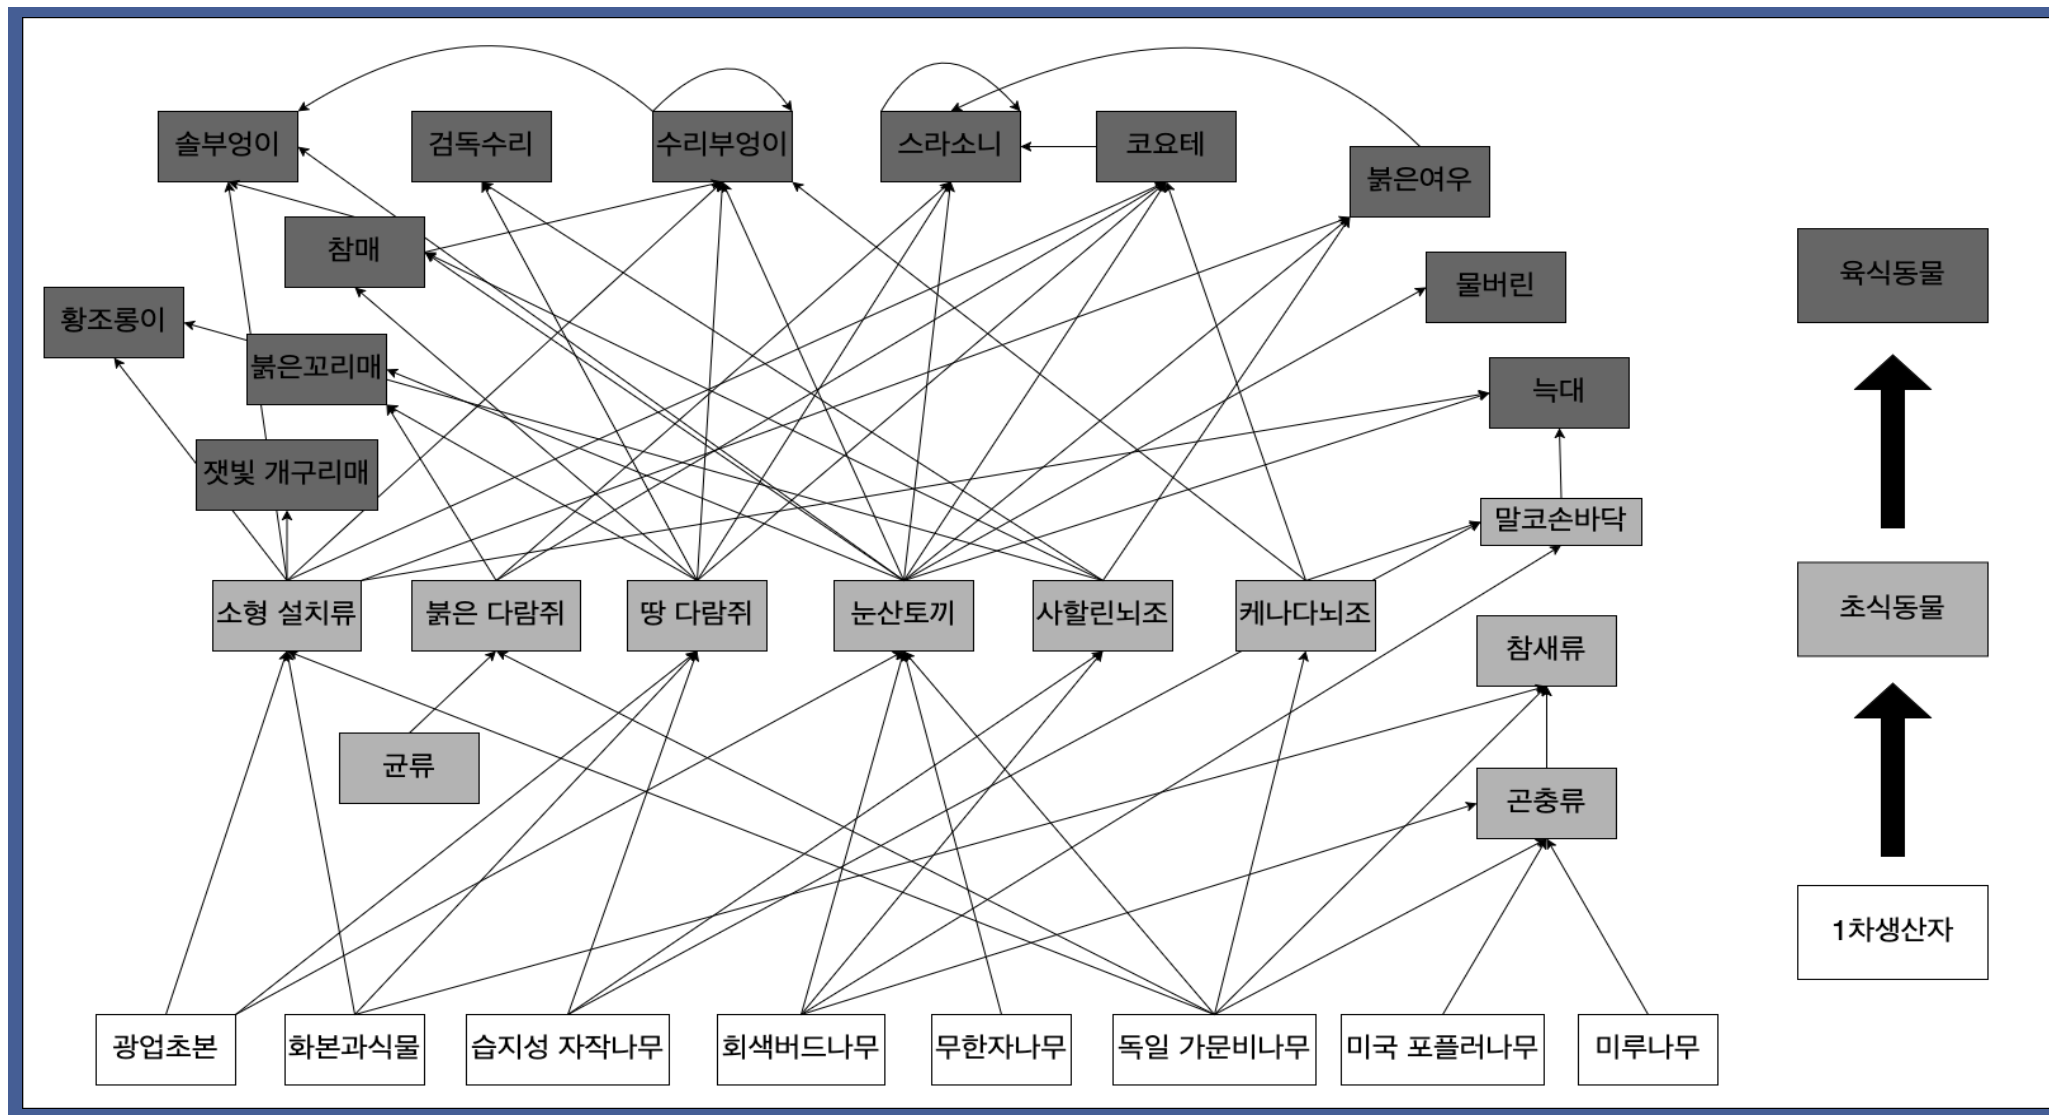 솔부엉이
검독수리
수리부엉이
스라소니
코요테
붉은여우
참매
육식동물
물버린
황조롱이
붉은꼬리매
늑대
잿빛 개구리매
말코손바닥
소형 설치류
붉은 다람쥐
땅 다람쥐
눈산토끼
사할린뇌조
케나다뇌조
초식동물
참새류
균류
곤충류
1차생산자
광업초본
화본과식물
습지성 자작나무
회색버드나무
무한자나무
독일 가문비나무
미국 포플러나무
미루나무